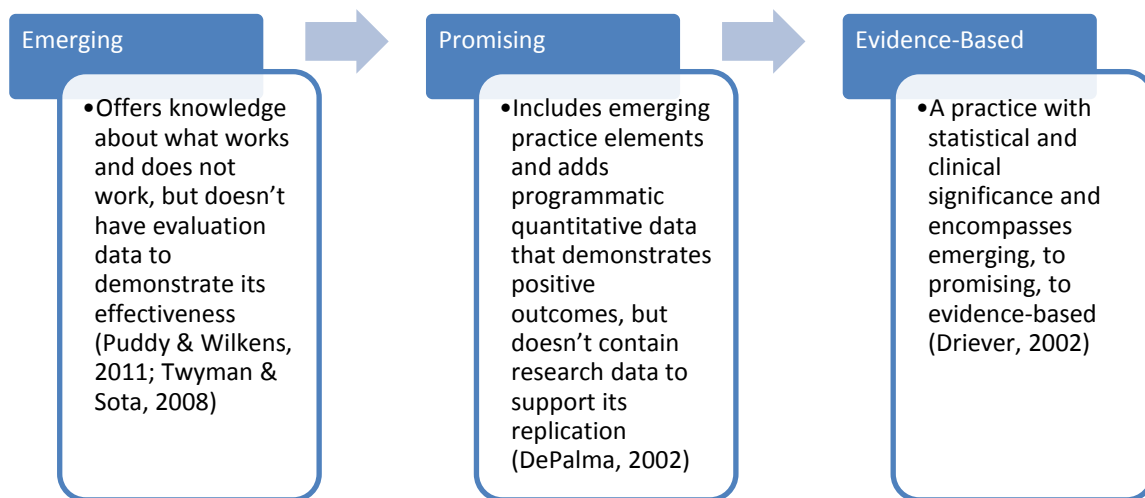 Emerging
•Offers knowledge
about what works
and does not
work, but doesn’t
have evaluation
data to
demonstrate its
effectiveness
(Puddy & Wilkens,
2011; Twyman &
Sota, 2008)
Promising
•Includes emerging
practice elements
and adds
programmatic
quantitative data
that demonstrates
positive
outcomes, but
doesn’t contain
research data to
support its
replication
(DePalma, 2002)
Evidence-Based
•A practice with
statistical and
clinical
significance and
encompasses
emerging, to
promising, to
evidence-based
(Driever, 2002)